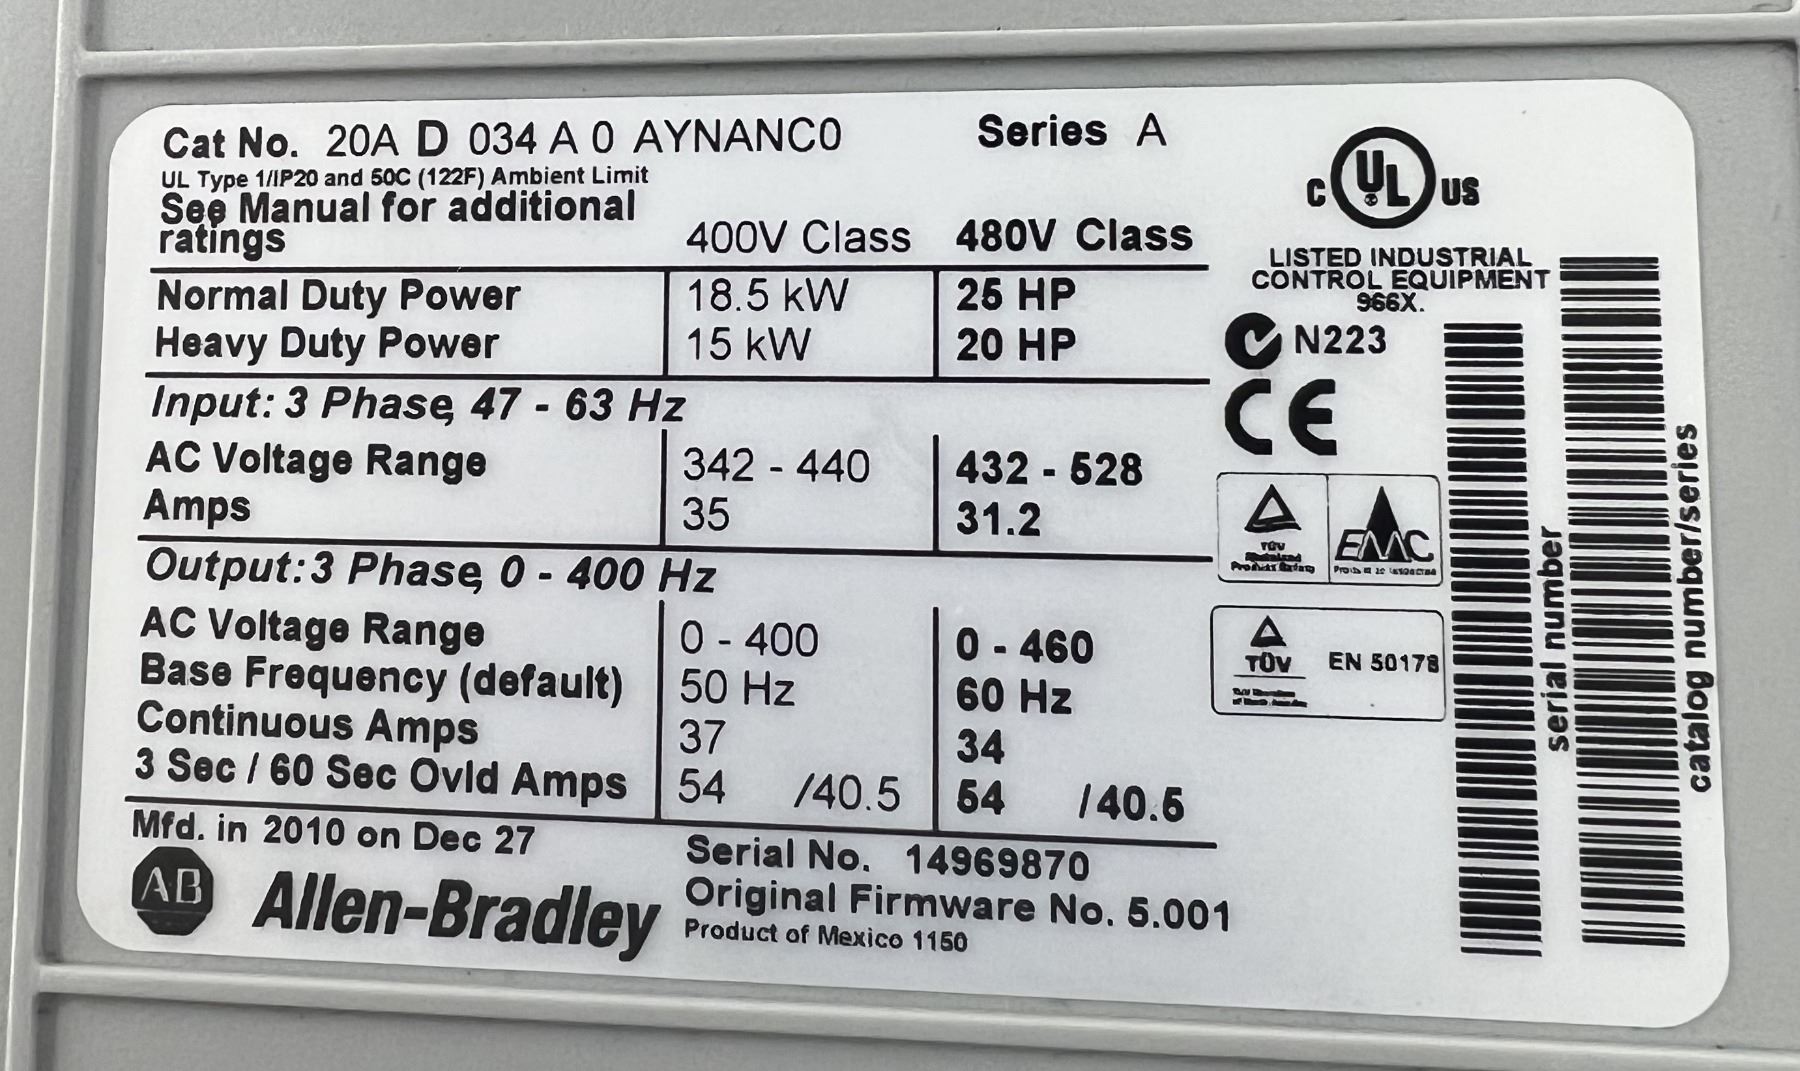 Cat No. 20A D 034 A 0 AYNANC0 Series A
UL Type 1/IP20 and 50C (122F) Ambient Limit
See Manual for additional
ratings 400V Class 480V Class
Normal Duty Power 18.5 kW 25 HP
Heavy Duty Power 15 kW 20 HP
Input: 3 Phase, 47 - 63 Hz
AC Voltage Range 342 - 440 432 - 528
Amps 35 31.2
Output: 3 Phase, 0 - 400 Hz
AC Voltage Range 0 - 400 0 - 460
Base Frequency (default) 50 Hz 60 Hz
Continuous Amps 37 34
3 Sec / 60 Sec Ovld Amps 54 /40.5 54 /40.5
Mfd. in 2010 on Dec 27
Serial No. 14969870
AB Allen-Bradley
Original Firmware No. 5.001
Product of Mexico 1150
C UL US
LISTED INDUSTRIAL
CONTROL EQUIPMENT
966X.
N223
CE
TÜV
Product Safety
EMC
TÜV
EN 50178
serial number
catalog number/series